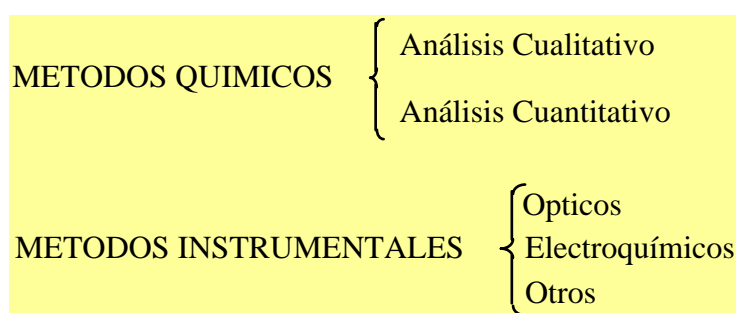 Análisis Cualitativo
METODOS QUIMICOS
Análisis Cuantitativo
Opticos
METODOS INSTRUMENTALES
Electroquímicos
Otros